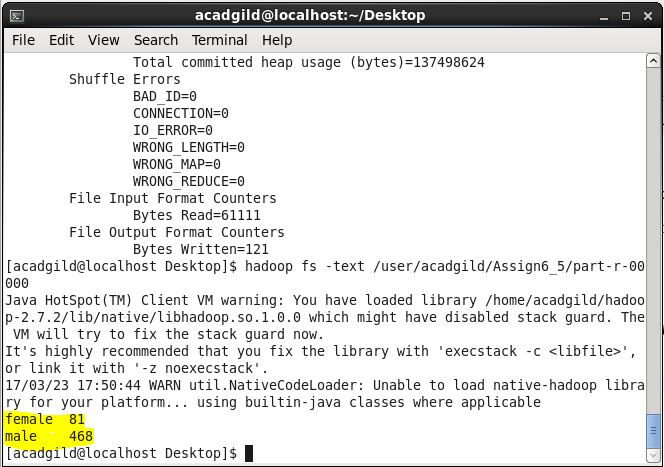 acadgild@localhost:~/Desktop
File Edit View Search Terminal Help
Total committed heap usage (bytes)=137498624
Shuffle Errors
BAD_ID=0
CONNECTION=0
IO_ERROR=0
WRONG_LENGTH=0
WRONG_MAP=0
WRONG_REDUCE=0
File Input Format Counters
Bytes Read=61111
File Output Format Counters
Bytes Written=121
[acadgild@localhost Desktop]$ hadoop fs -text /user/acadgild/Assign6_5/part-r-00
000
Java HotSpot(TM) Client VM warning: You have loaded library /home/acadgild/hadoo
p-2.7.2/lib/native/libhadoop.so.1.0.0 which might have disabled stack guard. The
VM will try to fix the stack guard now.
It's highly recommended that you fix the library with 'execstack -c <libfile>',
or link it with '-z noexecstack'.
17/03/23 17:50:44 WARN util.NativeCodeLoader: Unable to load native-hadoop libra
ry for your platform... using builtin-java classes where applicable
female 81
male 468
[acadgild@localhost Desktop]$